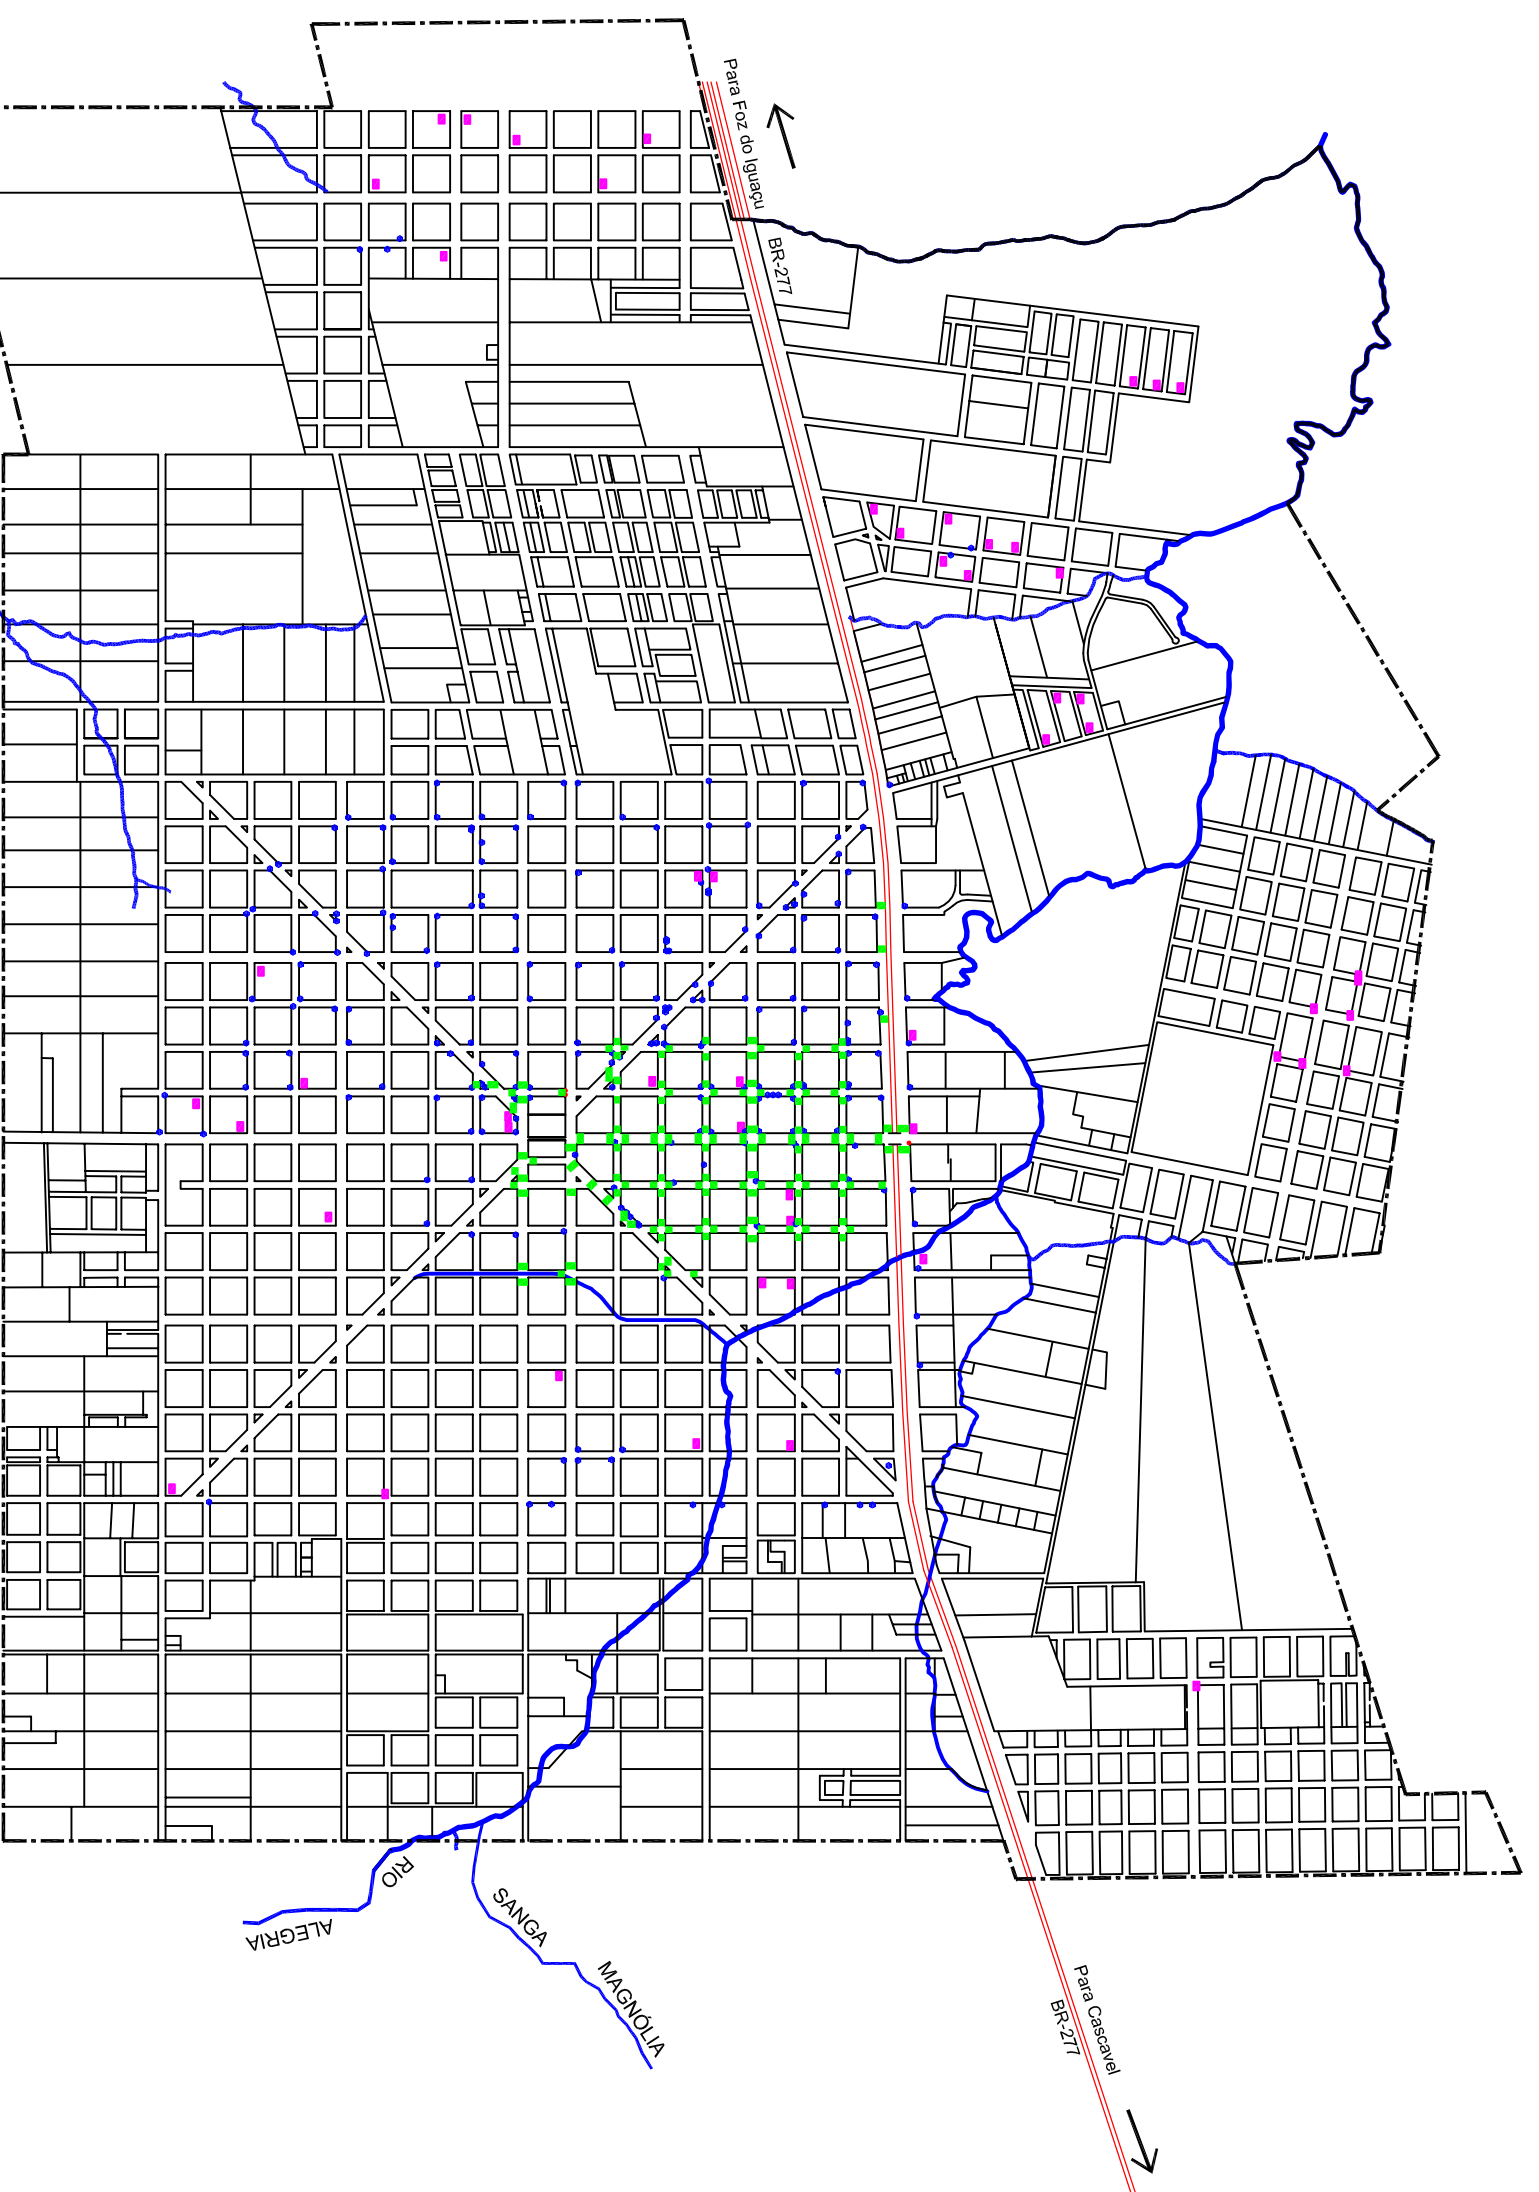 Para Foz do Iguaçu
BR-277
RIO
ALEGRIA
SANGA
MAGNÓLIA
Para Cascavel
BR-277